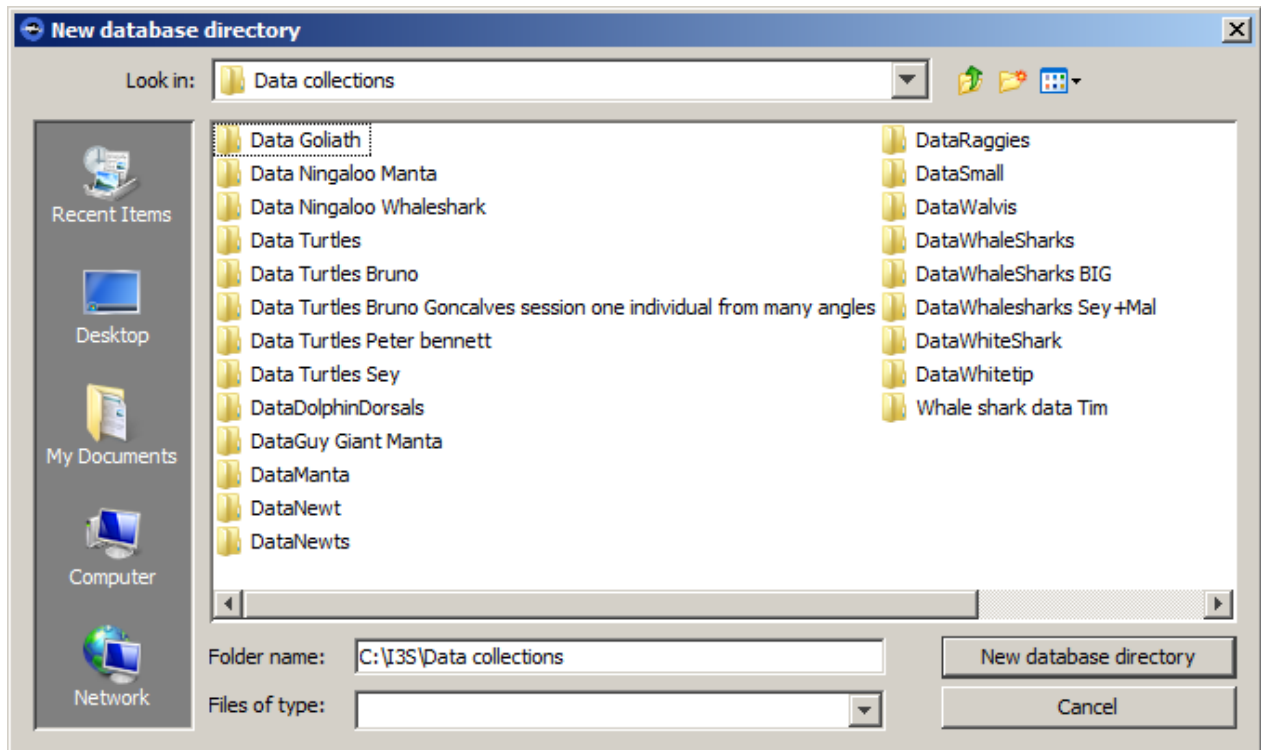 New database directory
Look in:
Data collections
Recent Items
Desktop
My Documents
Computer
Network
Data Goliath
Data Ningaloo Manta
Data Ningaloo Whaleshark
Data Turtles
Data Turtles Bruno
Data Turtles Bruno Goncalves session one individual from many angles
Data Turtles Peter bennett
Data Turtles Sey
DataDolphinDorsals
DataGuy Giant Manta
DataManta
DataNewt
DataNewts
DataRaggies
DataSmall
DataWalvis
DataWhaleSharks
DataWhaleSharks BIG
DataWhalesharks Sey+Mal
DataWhiteShark
DataWhitetip
Whale shark data Tim
Folder name:
C:\I3S\Data collections
New database directory
Files of type:
Cancel